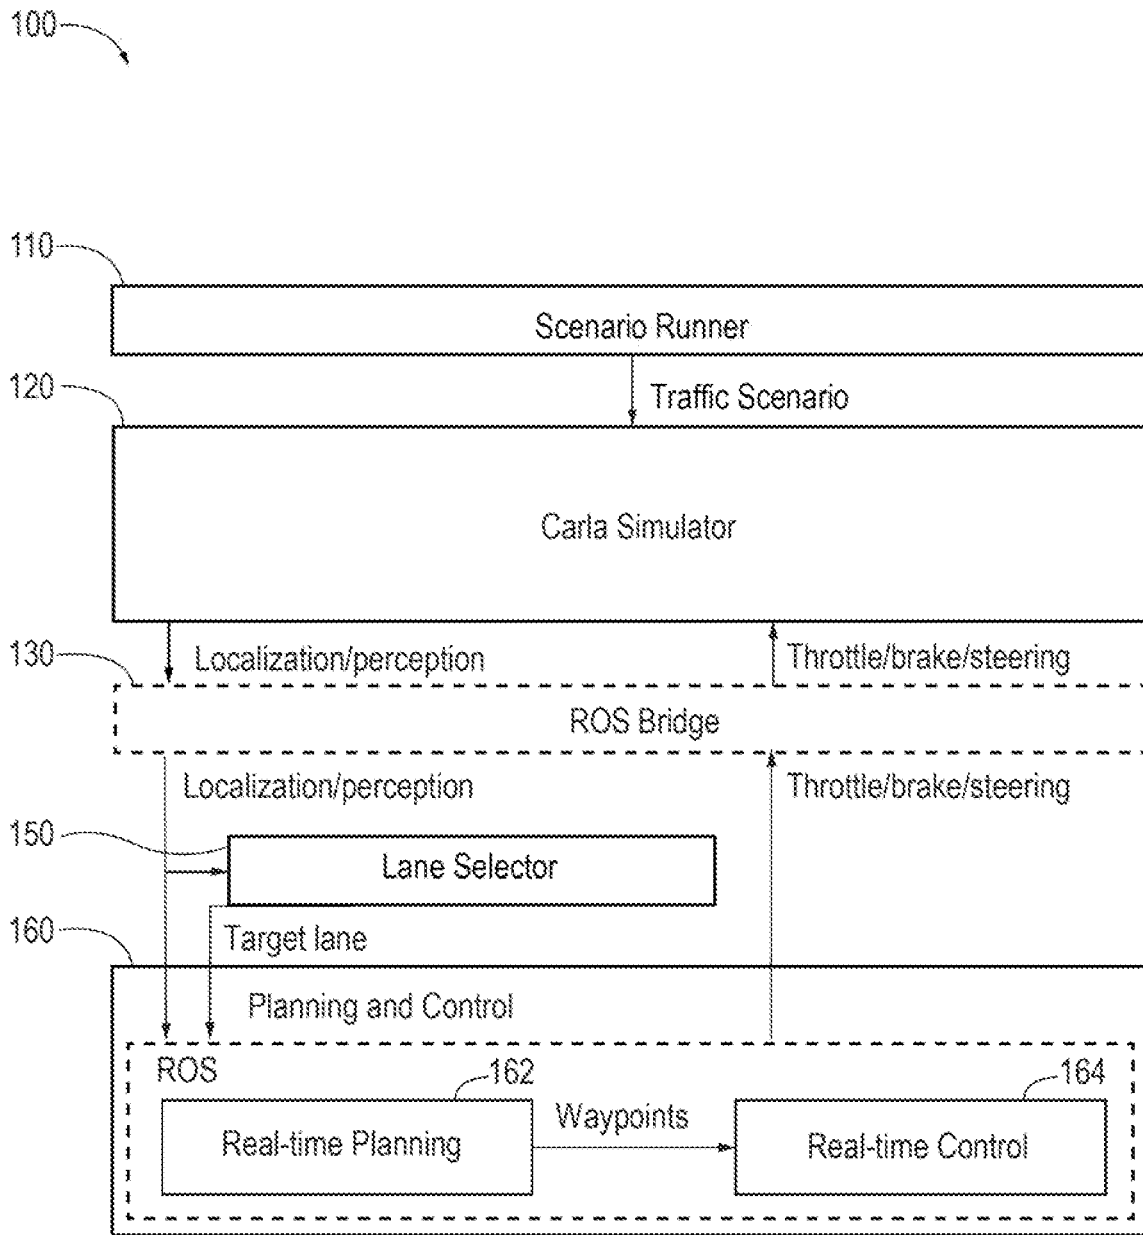 100
110
Scenario Runner
120
Traffic Scenario
Carla Simulator
130
Localization/perception
Throttle/brake/steering
ROS Bridge
Localization/perception
Throttle/brake/steering
150
Lane Selector
160
Target lane
Planning and Control
ROS
162
164
Real-time Planning
Waypoints
Real-time Control